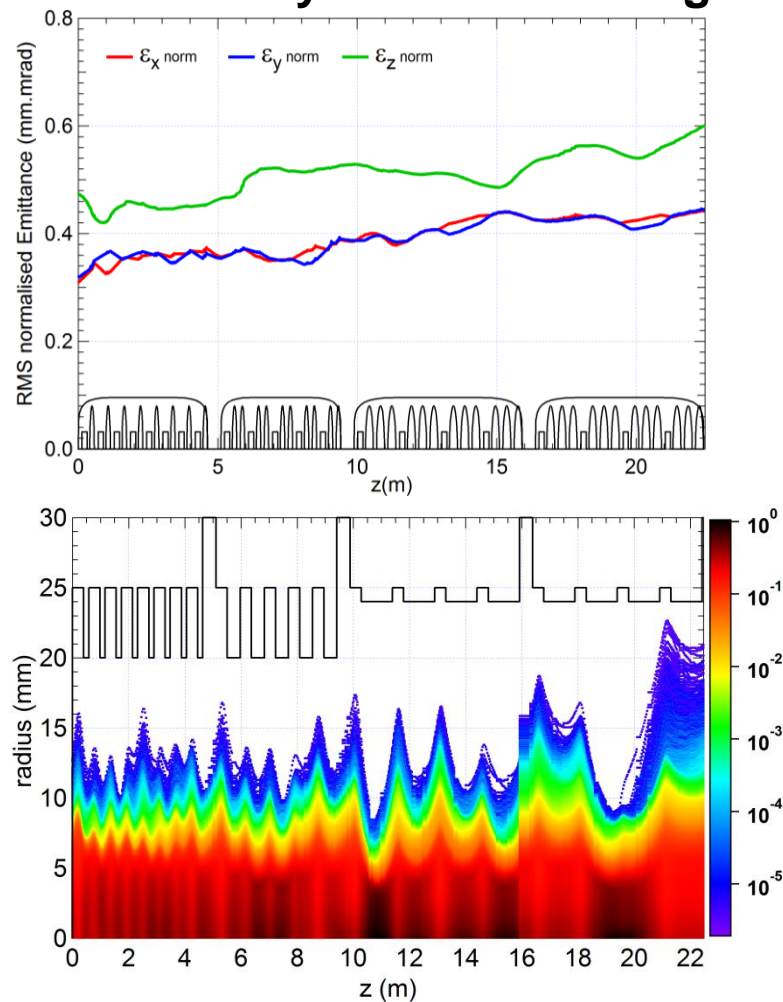 0.8
εx norm εy norm εz norm
0.6
0.4
0.2
0.0
RMS normalised Emittance (mm.mrad)
0 5 10 15 20
z(m)
30
25
20
15
10
5
0
radius (mm)
0 2 4 6 8 10 12 14 16 18 20 22
z (m)
10^0
10^-1
10^-2
10^-3
10^-4
10^-5